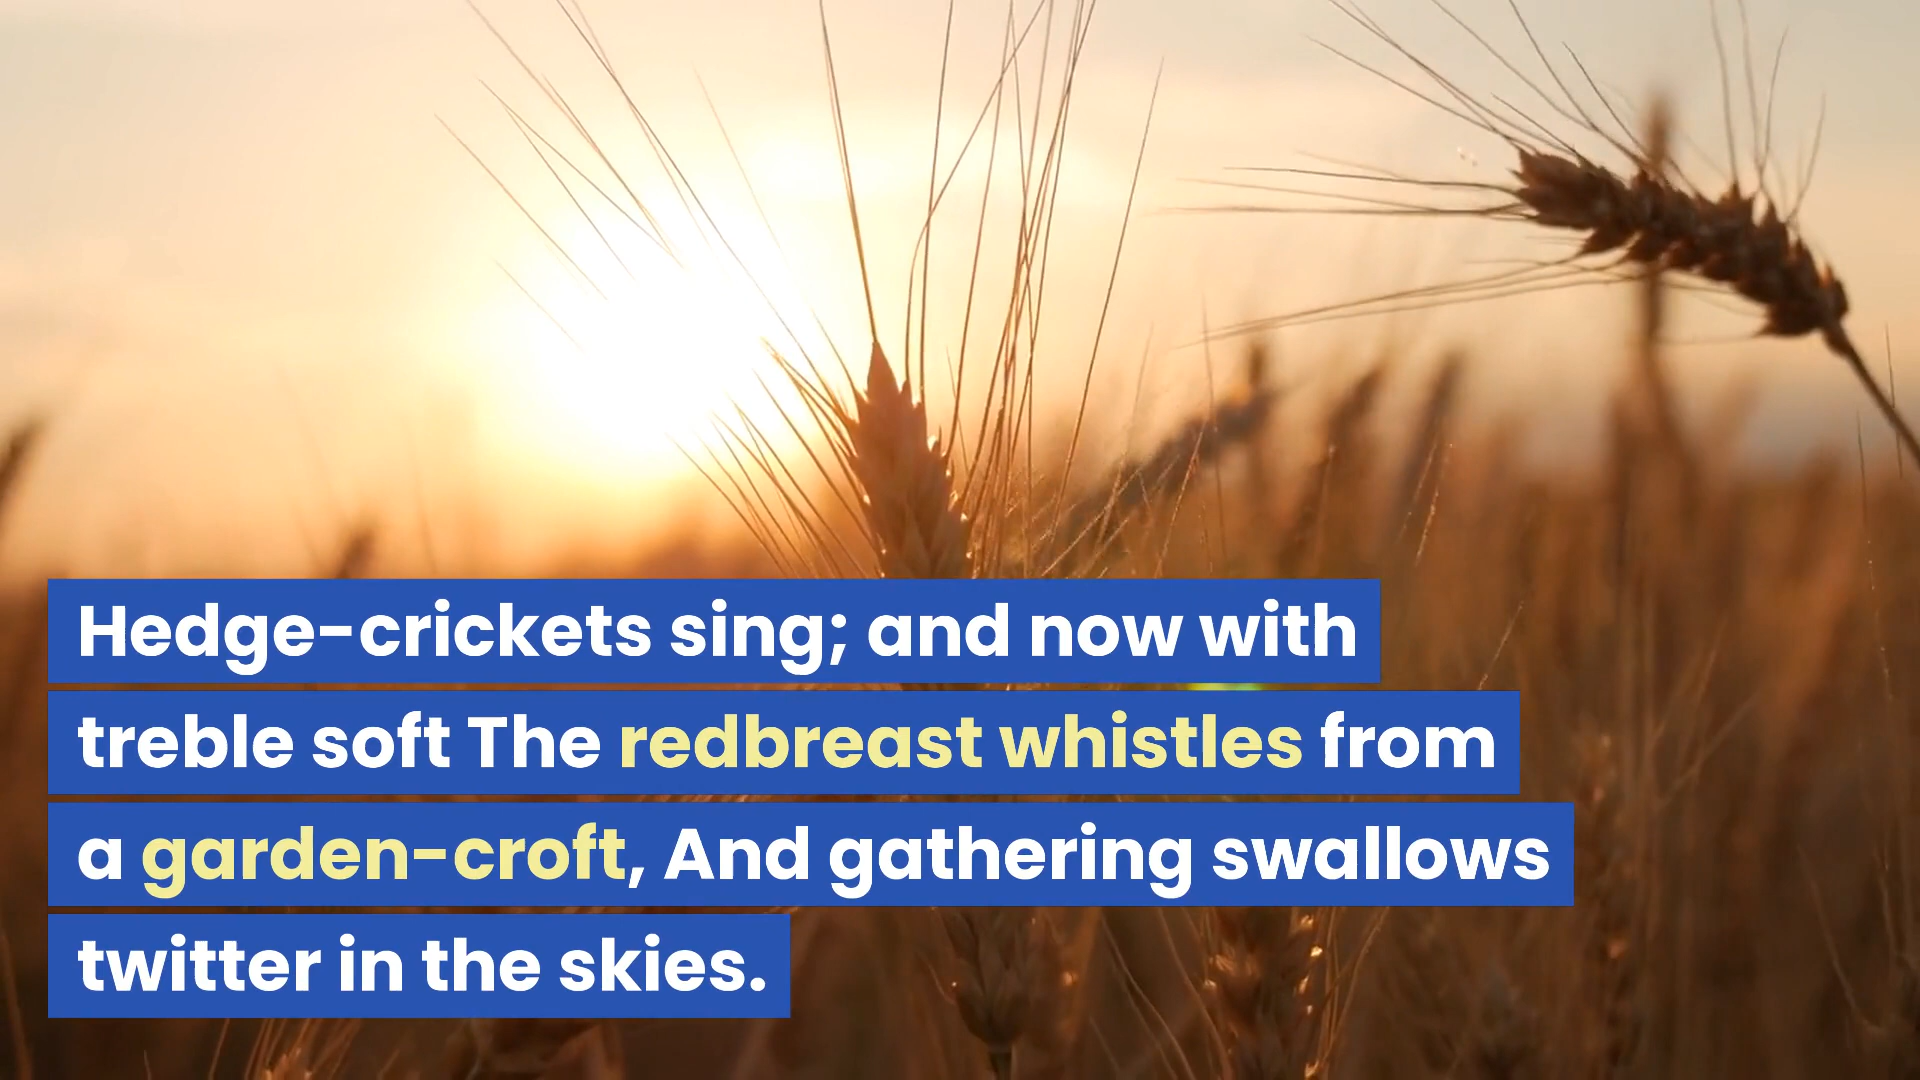 Hedge-crickets sing; and now with
treble soft The redbreast whistles from
a garden-croft, And gathering swallows
twitter in the skies.